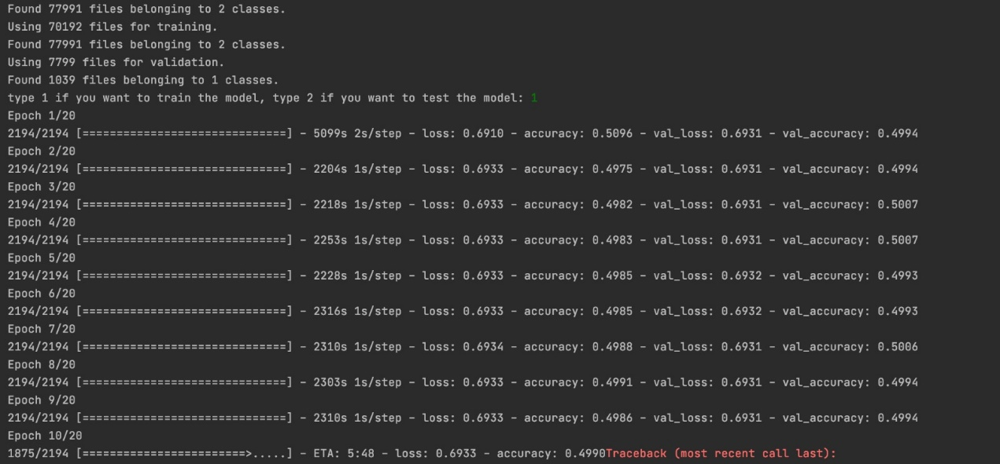 Found 77991 files belonging to 2 classes.
Using 70192 files for training.
Found 77991 files belonging to 2 classes.
Using 7799 files for validation.
Found 1039 files belonging to 1 classes.
type 1 if you want to train the model, type 2 if you want to test the model: 1
Epoch 1/20
2194/2194 [==============================] - 5099s 2s/step - loss: 0.6910 - accuracy: 0.5096 - val_loss: 0.6931 - val_accuracy: 0.4994
Epoch 2/20
2194/2194 [==============================] - 2204s 1s/step - loss: 0.6933 - accuracy: 0.4975 - val_loss: 0.6931 - val_accuracy: 0.4994
Epoch 3/20
2194/2194 [==============================] - 2218s 1s/step - loss: 0.6933 - accuracy: 0.4982 - val_loss: 0.6931 - val_accuracy: 0.5007
Epoch 4/20
2194/2194 [==============================] - 2253s 1s/step - loss: 0.6933 - accuracy: 0.4983 - val_loss: 0.6931 - val_accuracy: 0.5007
Epoch 5/20
2194/2194 [==============================] - 2228s 1s/step - loss: 0.6933 - accuracy: 0.4985 - val_loss: 0.6932 - val_accuracy: 0.4993
Epoch 6/20
2194/2194 [==============================] - 2316s 1s/step - loss: 0.6933 - accuracy: 0.4985 - val_loss: 0.6932 - val_accuracy: 0.4993
Epoch 7/20
2194/2194 [==============================] - 2310s 1s/step - loss: 0.6934 - accuracy: 0.4988 - val_loss: 0.6931 - val_accuracy: 0.5006
Epoch 8/20
2194/2194 [==============================] - 2303s 1s/step - loss: 0.6933 - accuracy: 0.4991 - val_loss: 0.6931 - val_accuracy: 0.4994
Epoch 9/20
2194/2194 [==============================] - 2310s 1s/step - loss: 0.6933 - accuracy: 0.4986 - val_loss: 0.6931 - val_accuracy: 0.4994
Epoch 10/20
1875/2194 [========================>.....] - ETA: 5:48 - loss: 0.6933 - accuracy: 0.4990Traceback (most recent call last):